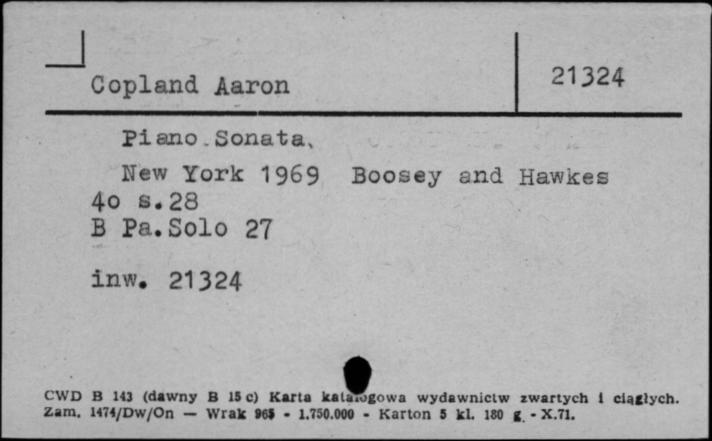 Copland Aaron
21324
Piano Sonata.
New York 1969 Boosey and Hawkes
4o s.28
B Pa.Solo 27
inw. 21324
CWD B 143 (dawny B 15 c) Karta katalogowa wydawnictw zwartych i ciągłych.
Zam. 1474/Dw/On — Wrak 965 - 1.750.000 - Karton 5 kl. 180 g. - X.71.